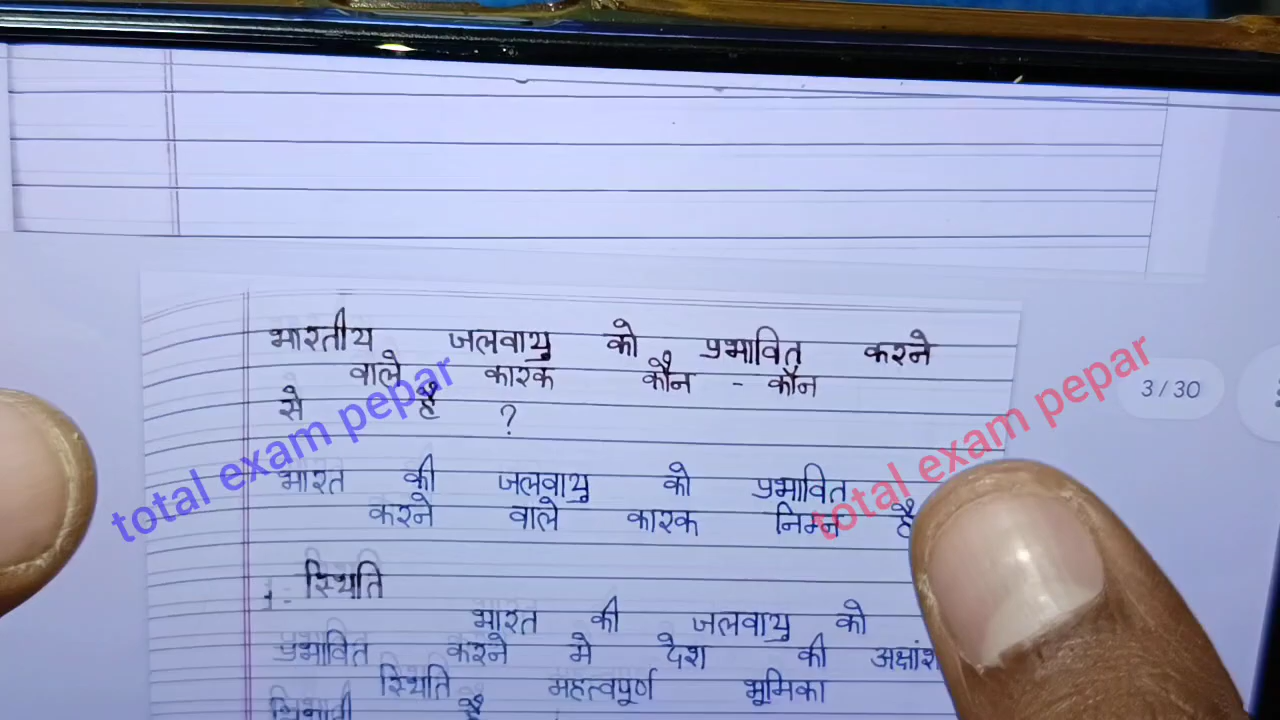 भारतीय जलवायु को प्रभावित करने
वाले कारक कौन - कौन
से है ?
भारत की जलवायु को प्रभावित
करने वाले कारक निम्न है
1. स्थिति
भारत की जलवायु को
प्रभावित करने मे देश की अक्षांश
स्थिति महत्वपूर्ण भूमिका
3 / 30
total exam pepar
total exam pepar